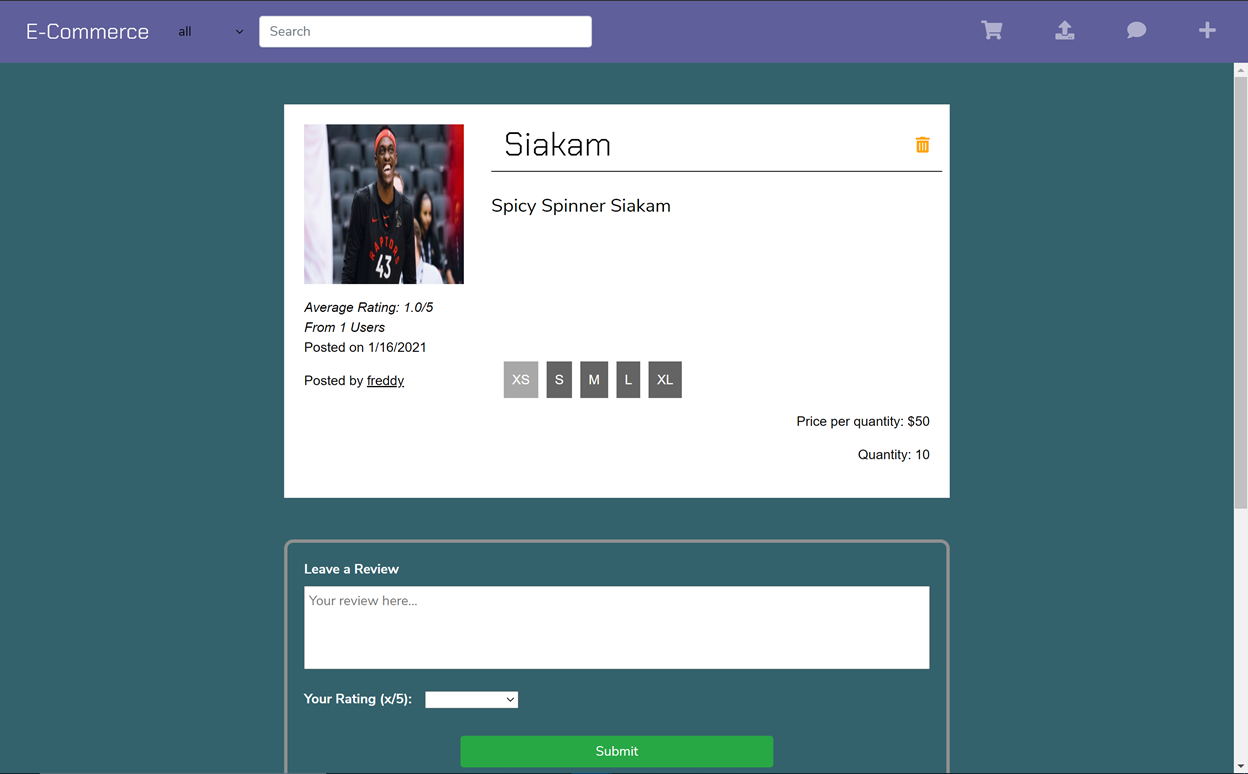 E-Commerce all Search
Siakam
Spicy Spinner Siakam
RAPTORS
43
Average Rating: 1.0/5
From 1 Users
Posted on 1/16/2021
Posted by freddy
XS S M L XL
Price per quantity: $50
Quantity: 10
Leave a Review
Your review here...
Your Rating (x/5):
Submit